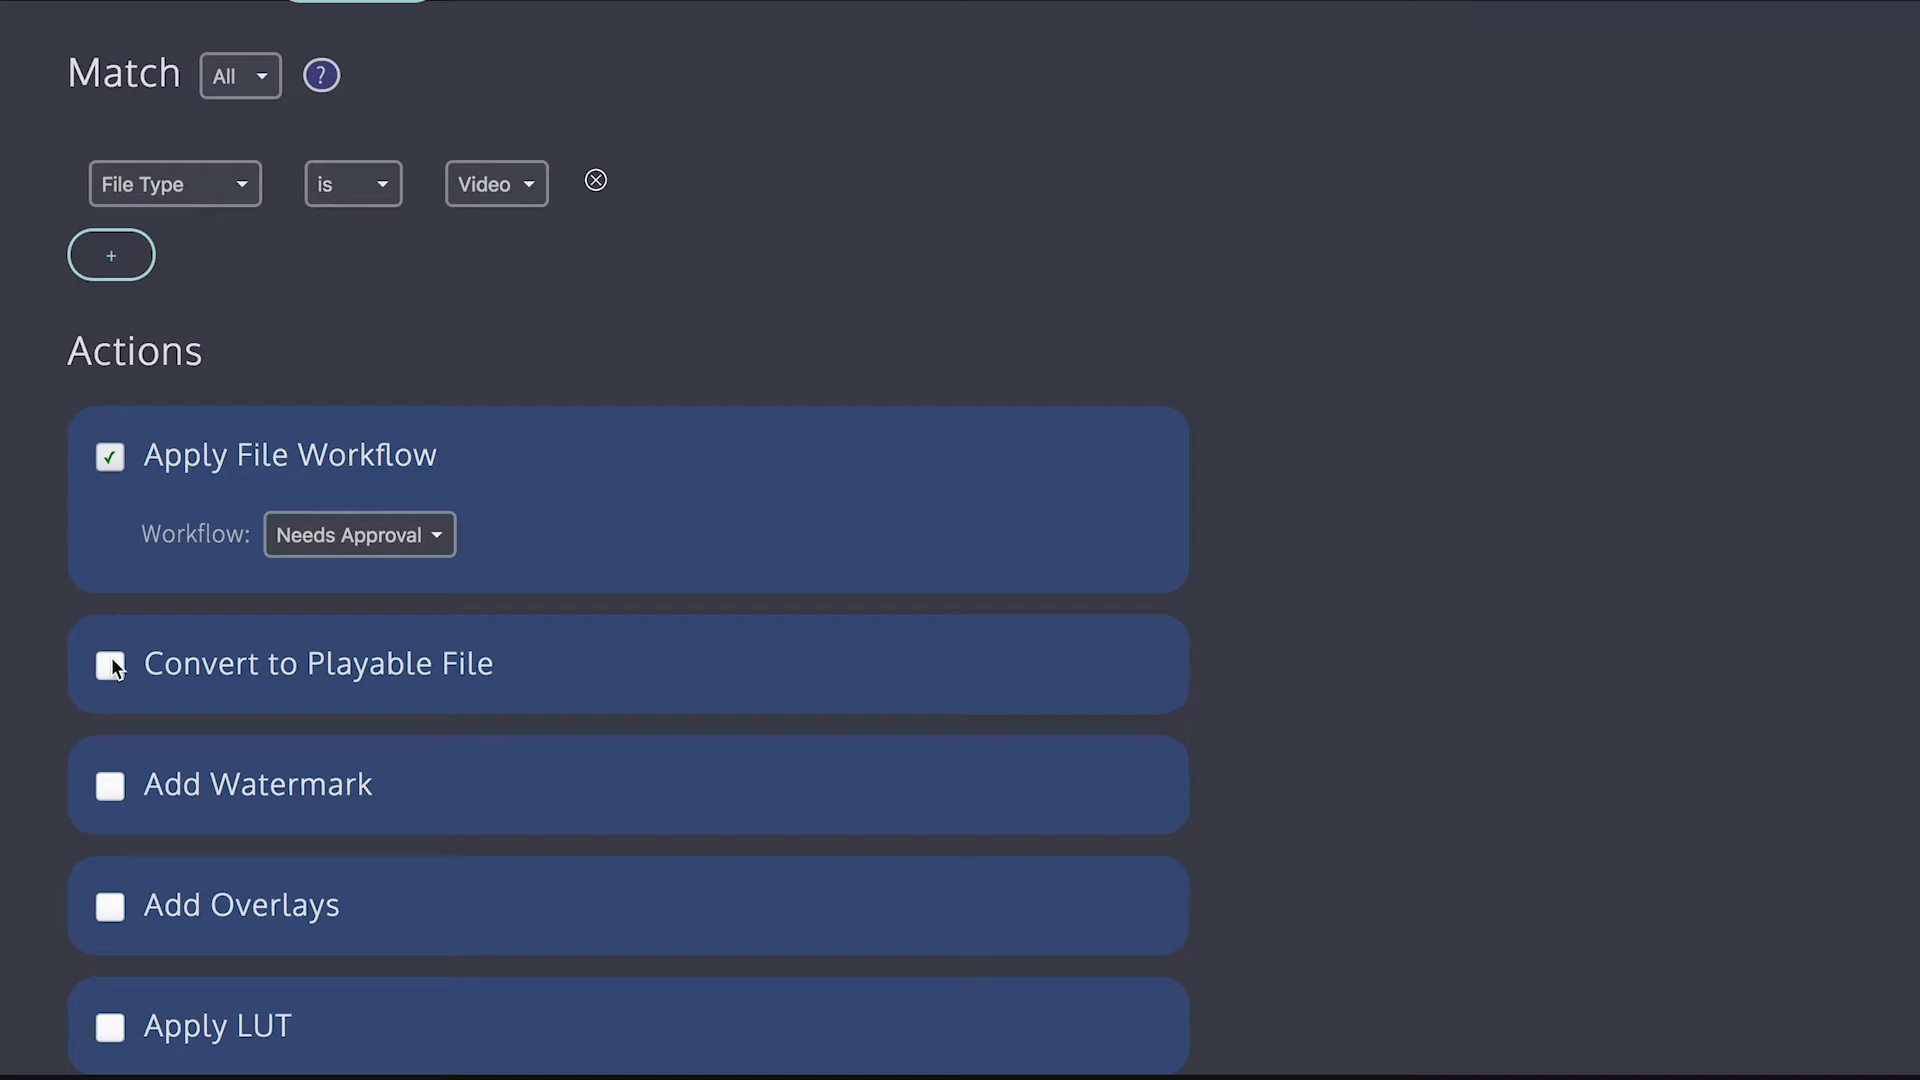 Match All ?
File Type is Video
+
Actions
✓ Apply File Workflow
Workflow: Needs Approval
Convert to Playable File
Add Watermark
Add Overlays
Apply LUT